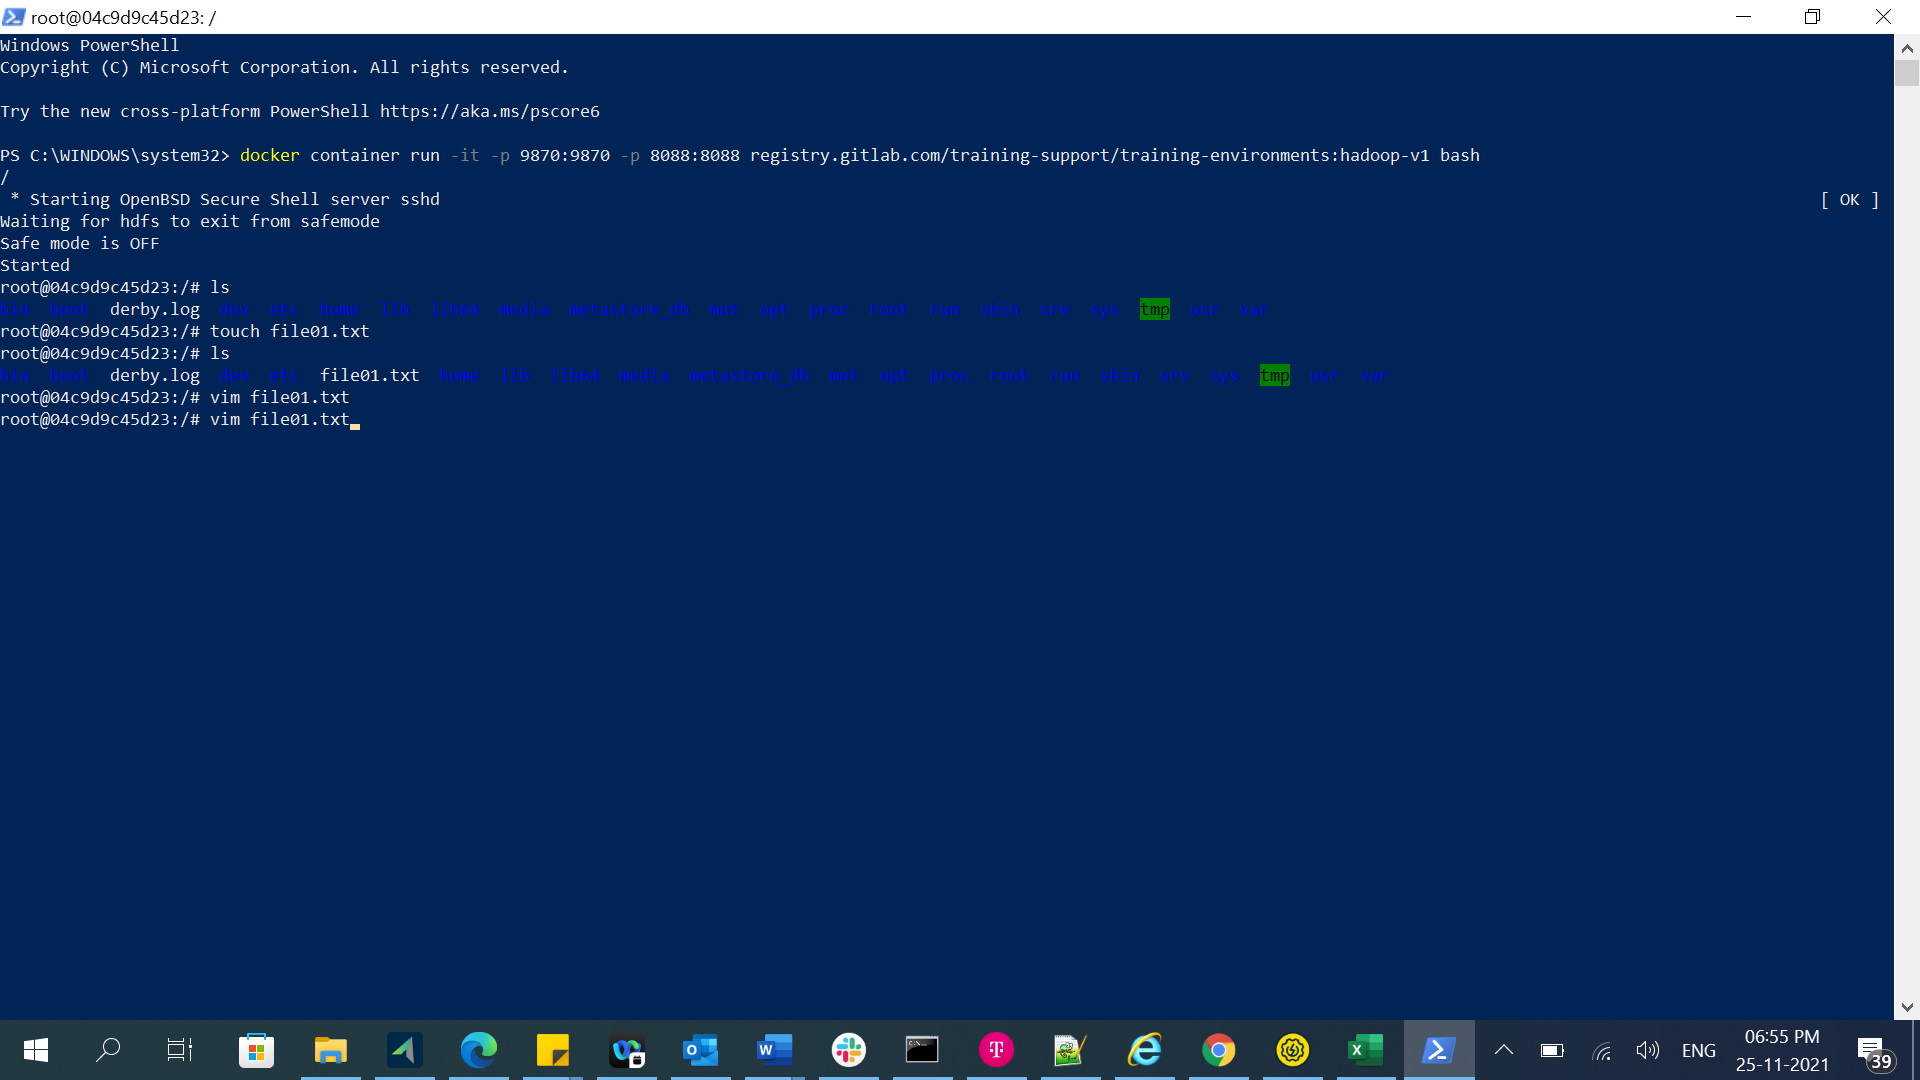 root@04c9d9c45d23: /
Windows PowerShell
Copyright (C) Microsoft Corporation. All rights reserved.
Try the new cross-platform PowerShell https://aka.ms/pscore6
PS C:\WINDOWS\system32> docker container run -it -p 9870:9870 -p 8088:8088 registry.gitlab.com/training-support/training-environments:hadoop-v1 bash
/
 * Starting OpenBSD Secure Shell server sshd [ OK ]
Waiting for hdfs to exit from safemode
Safe mode is OFF
Started
root@04c9d9c45d23:/# ls
bin boot derby.log dev etc home lib lib64 media metastore_db mnt opt proc root run sbin srv sys tmp usr var
root@04c9d9c45d23:/# touch file01.txt
root@04c9d9c45d23:/# ls
bin boot derby.log dev etc file01.txt home lib lib64 media metastore_db mnt opt proc root run sbin srv sys tmp usr var
root@04c9d9c45d23:/# vim file01.txt
root@04c9d9c45d23:/# vim file01.txt
ENG
06:55 PM
25-11-2021
39